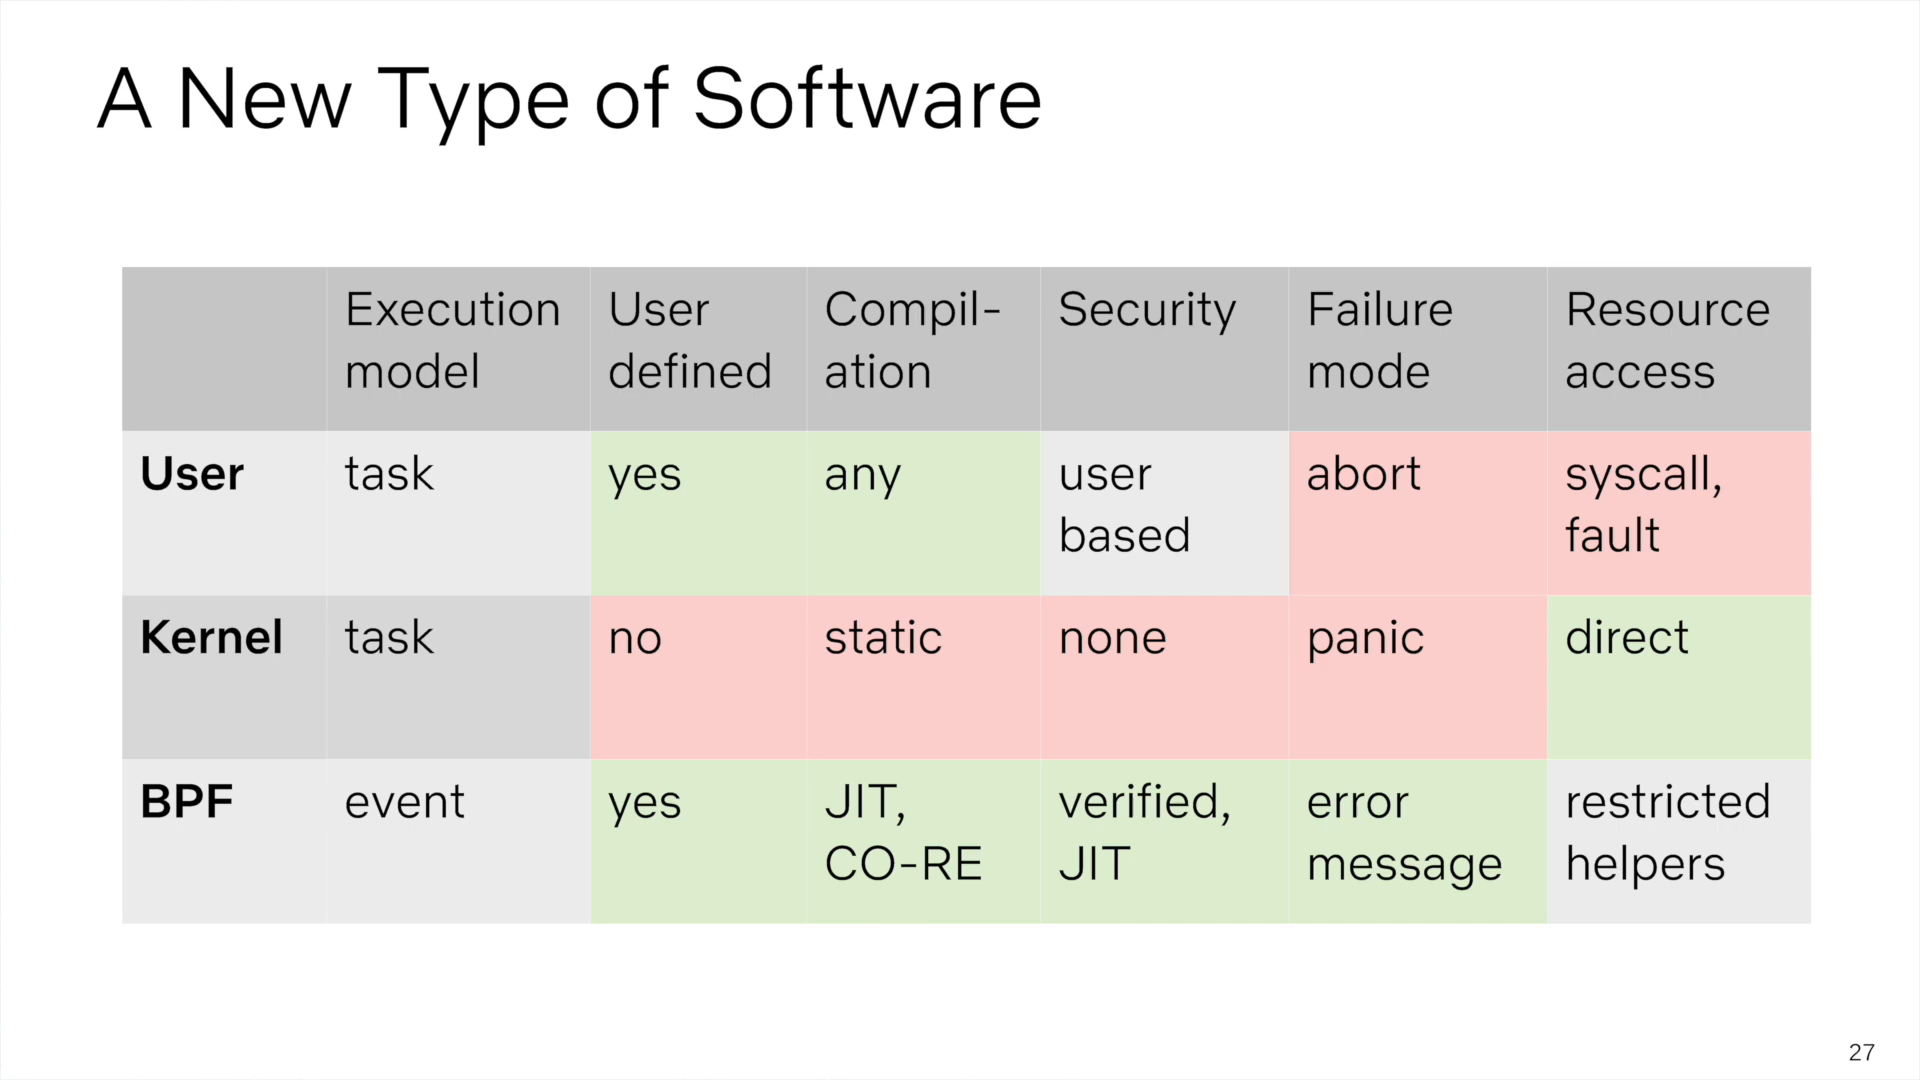 A New Type of Software
Execution model User defined Compil-ation Security Failure mode Resource access
User task yes any user based abort syscall, fault
Kernel task no static none panic direct
BPF event yes JIT, CO-RE verified, JIT error message restricted helpers
27